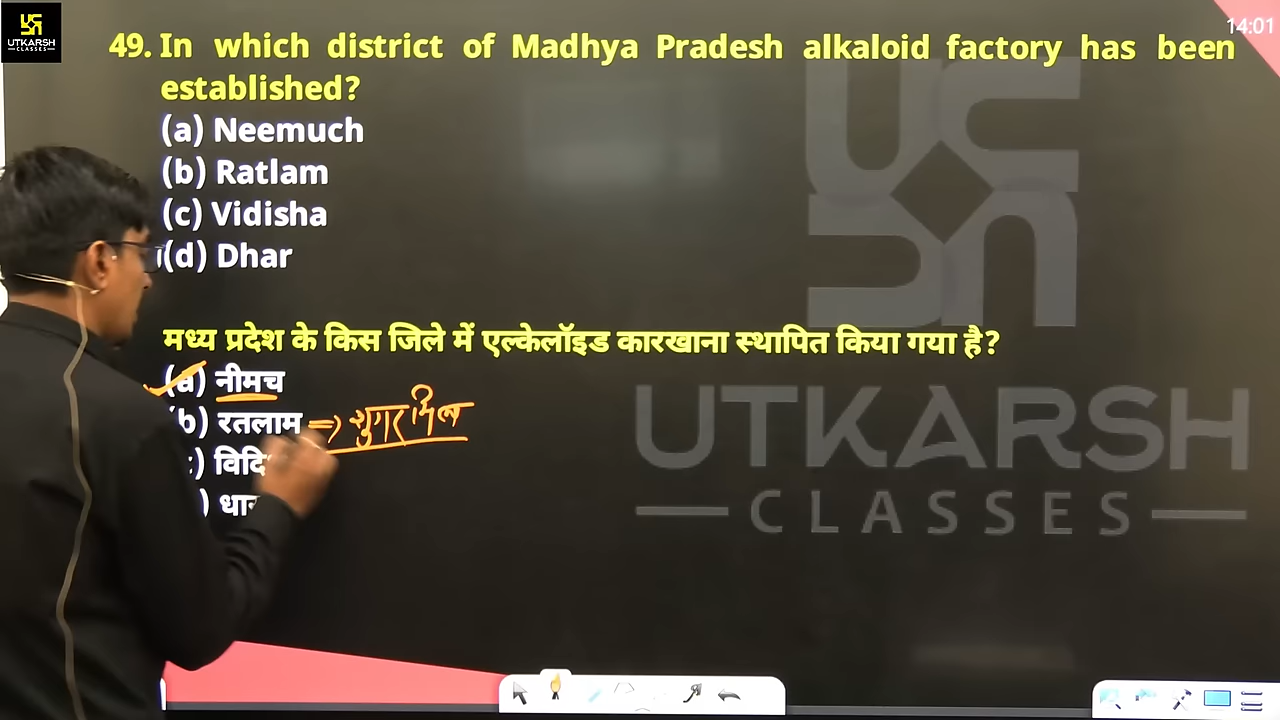 UTKARSH
CLASSES
14:01
49. In which district of Madhya Pradesh alkaloid factory has been
established?
(a) Neemuch
(b) Ratlam
(c) Vidisha
(d) Dhar
मध्य प्रदेश के किस जिले में एल्केलॉइड कारखाना स्थापित किया गया है?
(a) नीमच
(b) रतलाम => शुगर मिल
) विदि
) धार
UTKARSH
CLASSES